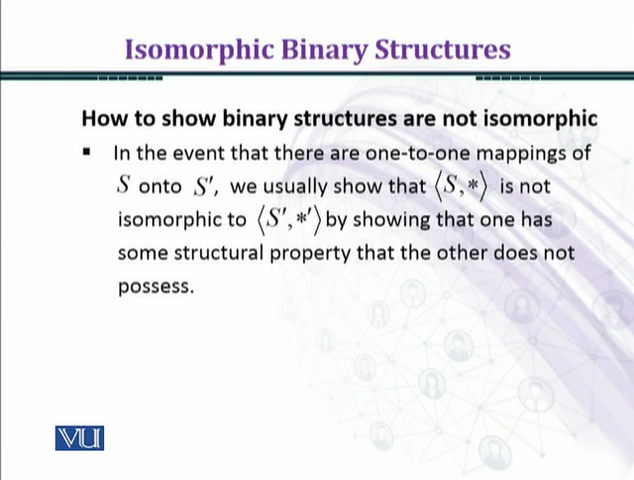 Isomorphic Binary Structures
How to show binary structures are not isomorphic
▪ In the event that there are one-to-one mappings of
S onto S′, we usually show that ⟨S,*⟩ is not
isomorphic to ⟨S′,*′⟩ by showing that one has
some structural property that the other does not
possess.
VU